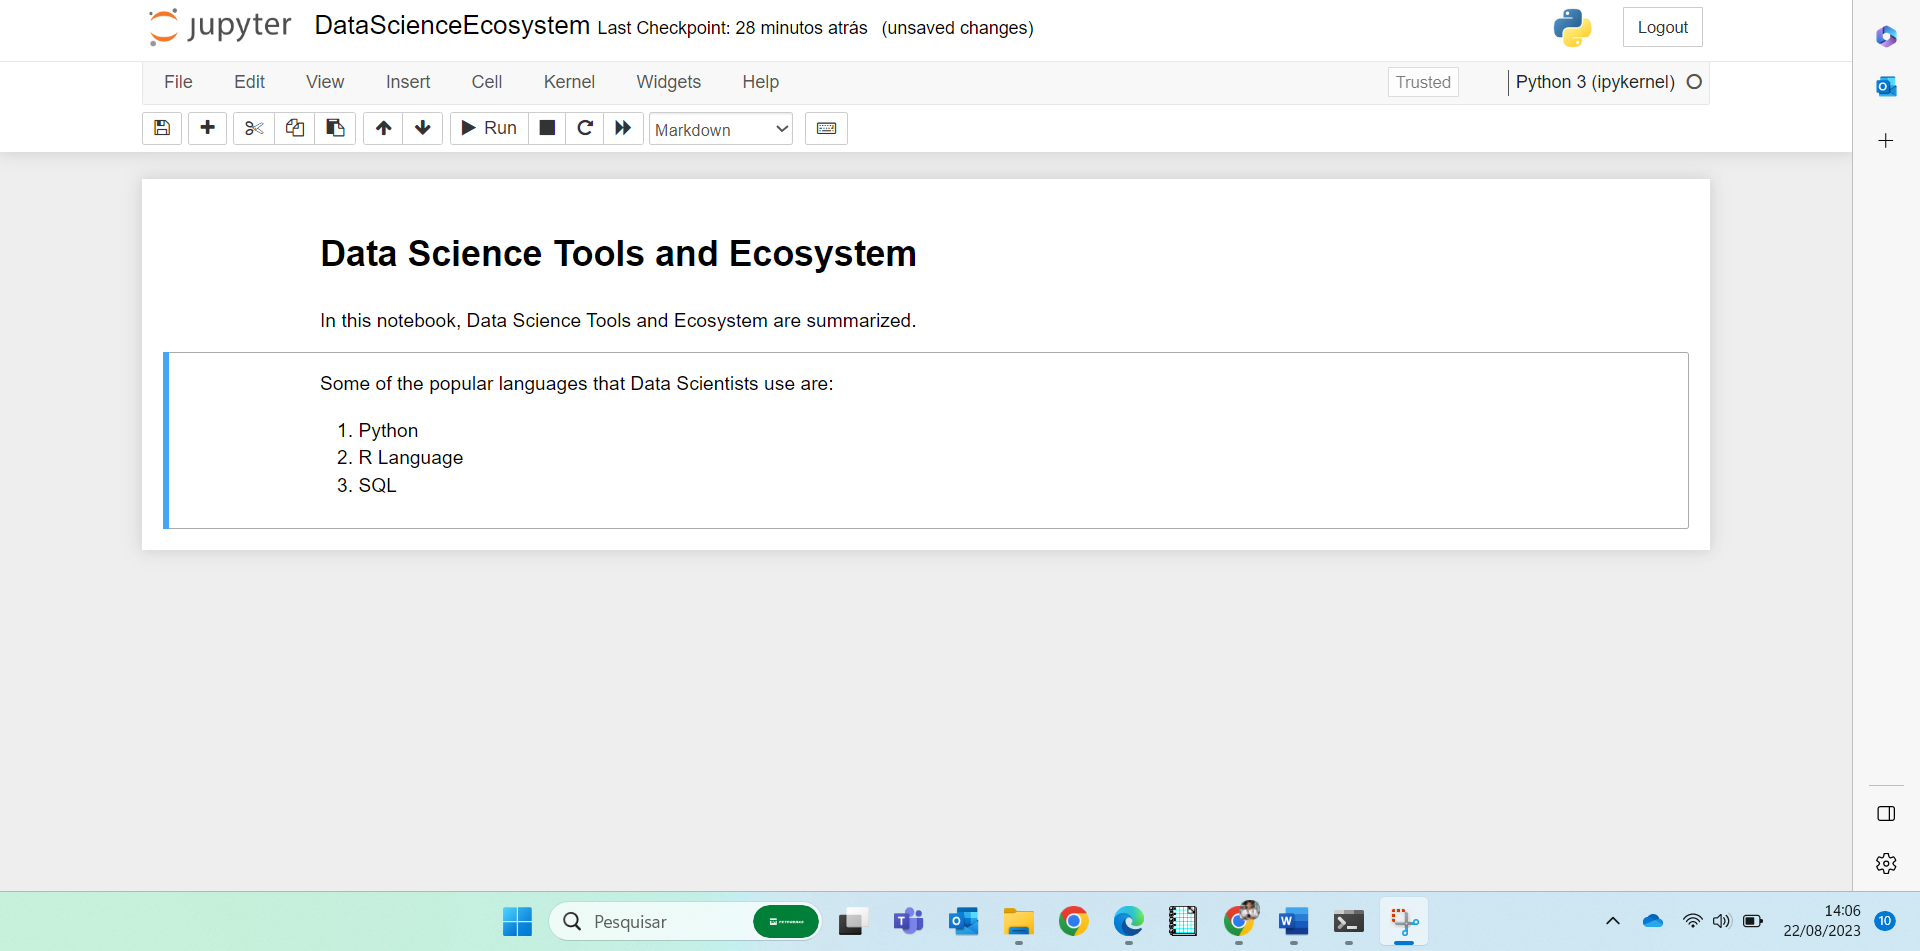 jupyter DataScienceEcosystem Last Checkpoint: 28 minutos atrás (unsaved changes)
Logout
File Edit View Insert Cell Kernel Widgets Help
Trusted
Python 3 (ipykernel)
Run
Markdown
Data Science Tools and Ecosystem
In this notebook, Data Science Tools and Ecosystem are summarized.
Some of the popular languages that Data Scientists use are:
1. Python
2. R Language
3. SQL
Pesquisar
14:06
22/08/2023
10